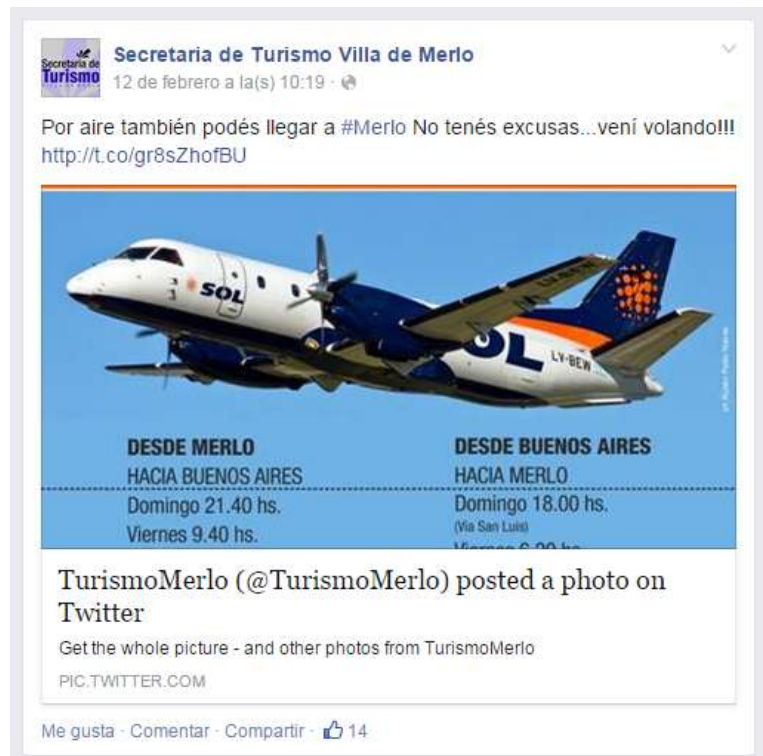 Secretaria de
Turismo
Secretaria de Turismo Villa de Merlo
12 de febrero a la(s) 10:19 ·
Por aire también podés llegar a #Merlo No tenés excusas...vení volando!!!
http://t.co/gr8sZhofBU
SOL
LV-BEW
OL
LV-BEW
DESDE MERLO
HACIA BUENOS AIRES
Domingo 21.40 hs.
Viernes 9.40 hs.
DESDE BUENOS AIRES
HACIA MERLO
Domingo 18.00 hs.
(Via San Luis)
TurismoMerlo (@TurismoMerlo) posted a photo on
Twitter
Get the whole picture - and other photos from TurismoMerlo
PIC.TWITTER.COM
Me gusta · Comentar · Compartir · 14